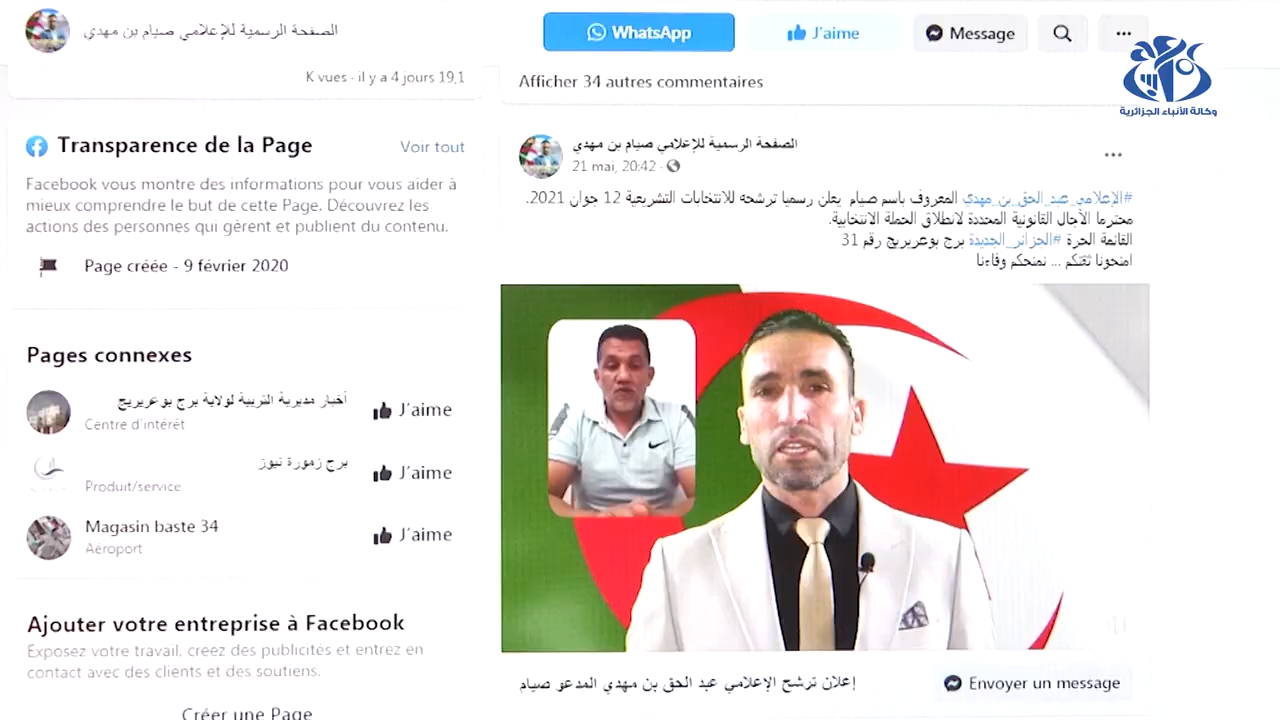 الصفحة الرسمية للإعلامي صيام بن مهدي
WhatsApp
J'aime
Message
وكالة الأنباء الجزائرية
K vues · il y a 4 jours 19,1
Transparence de la Page
Voir tout
Facebook vous montre des informations pour vous aider à
mieux comprendre le but de cette Page. Découvrez les
actions des personnes qui gèrent et publient du contenu.
Page créée - 9 février 2020
Pages connexes
أخبار مديرية التربية لولاية برج بوعريريج
Centre d'intérêt
J'aime
برج زمورة نيوز
Produit/service
J'aime
Magasin baste 34
Aéroport
J'aime
Ajouter votre entreprise à Facebook
Exposez votre travail, créez des publicités et entrez en
contact avec des clients et des soutiens.
Créer une Page
Afficher 34 autres commentaires
الصفحة الرسمية للإعلامي صيام بن مهدي
21 mai, 20:42 ·
#الإعلامي_عبد_الحق_بن_مهدي المعروف باسم صيام يعلن رسميا ترشحه للانتخابات التشريعية 12 جوان 2021.
محترما الآجال القانونية المحددة لانطلاق الحملة الانتخابية.
القائمة الحرة #الجزائر_الجديدة برج بوعريريج رقم 31
امنحونا ثقتكم ... نمنحكم وفاءنا
إعلان ترشح الإعلامي عبد الحق بن مهدي المدعو صيام
Envoyer un message